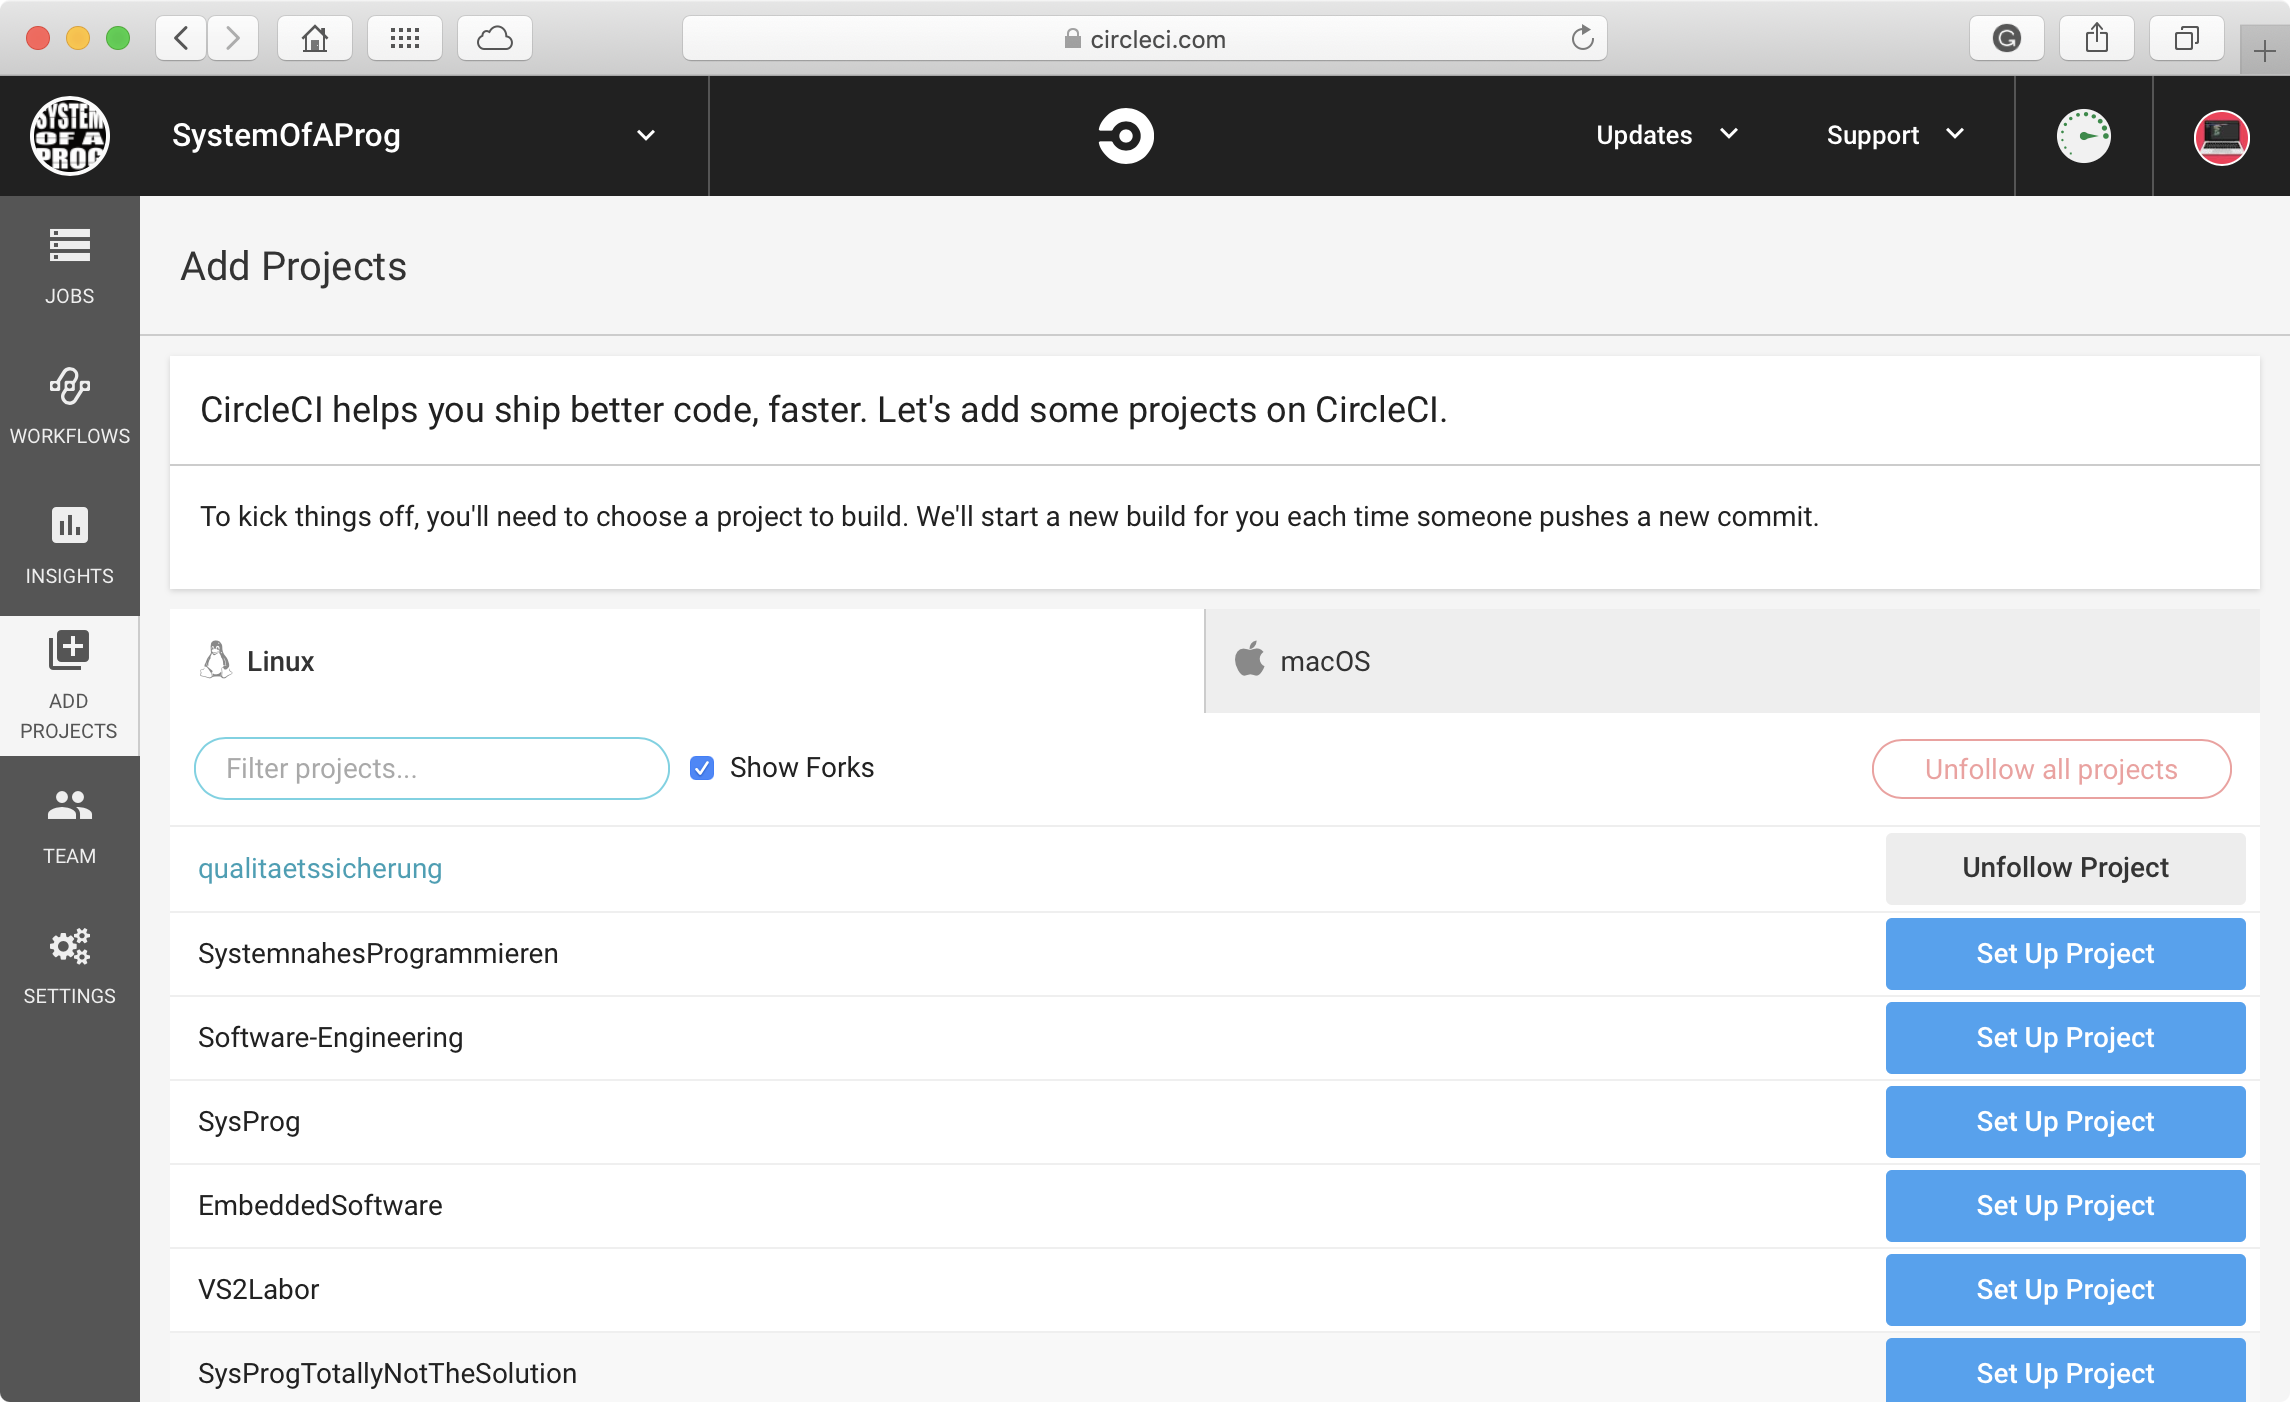 circleci.com
SYSTEM
OF A
PROG
SystemOfAProg
Updates
Support
JOBS
WORKFLOWS
INSIGHTS
ADD
PROJECTS
TEAM
SETTINGS
Add Projects
CircleCI helps you ship better code, faster. Let's add some projects on CircleCI.
To kick things off, you'll need to choose a project to build. We'll start a new build for you each time someone pushes a new commit.
Linux
macOS
Filter projects...
Show Forks
Unfollow all projects
qualitaetssicherung
Unfollow Project
SystemnahesProgrammieren
Set Up Project
Software-Engineering
Set Up Project
SysProg
Set Up Project
EmbeddedSoftware
Set Up Project
VS2Labor
Set Up Project
SysProgTotallyNotTheSolution
Set Up Project